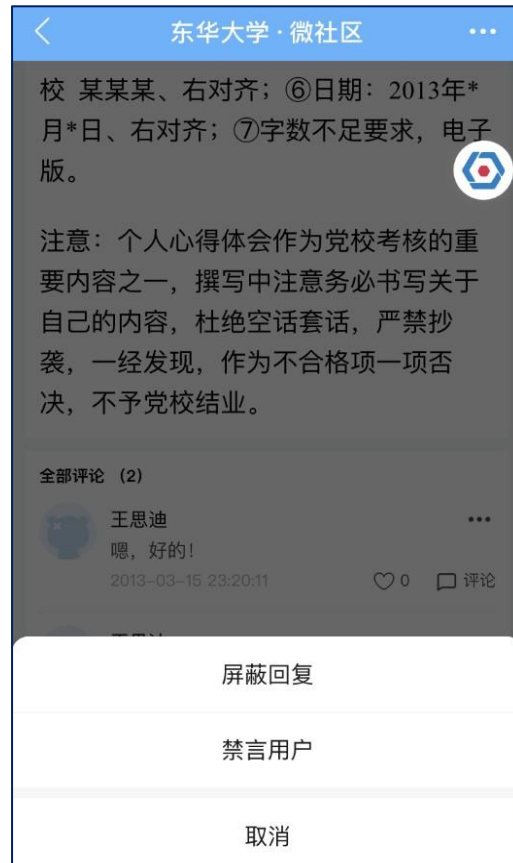 东华大学·微社区
校 某某某、右对齐；⑥日期：2013年*
月*日、右对齐；⑦字数不足要求，电子
版。
注意：个人心得体会作为党校考核的重
要内容之一，撰写中注意务必书写关于
自己的内容，杜绝空话套话，严禁抄
袭，一经发现，作为不合格项一项否
决，不予党校结业。
全部评论 （2）
王思迪
嗯，好的！
2013-03-15 23:20:11
0 评论
屏蔽回复
禁言用户
取消